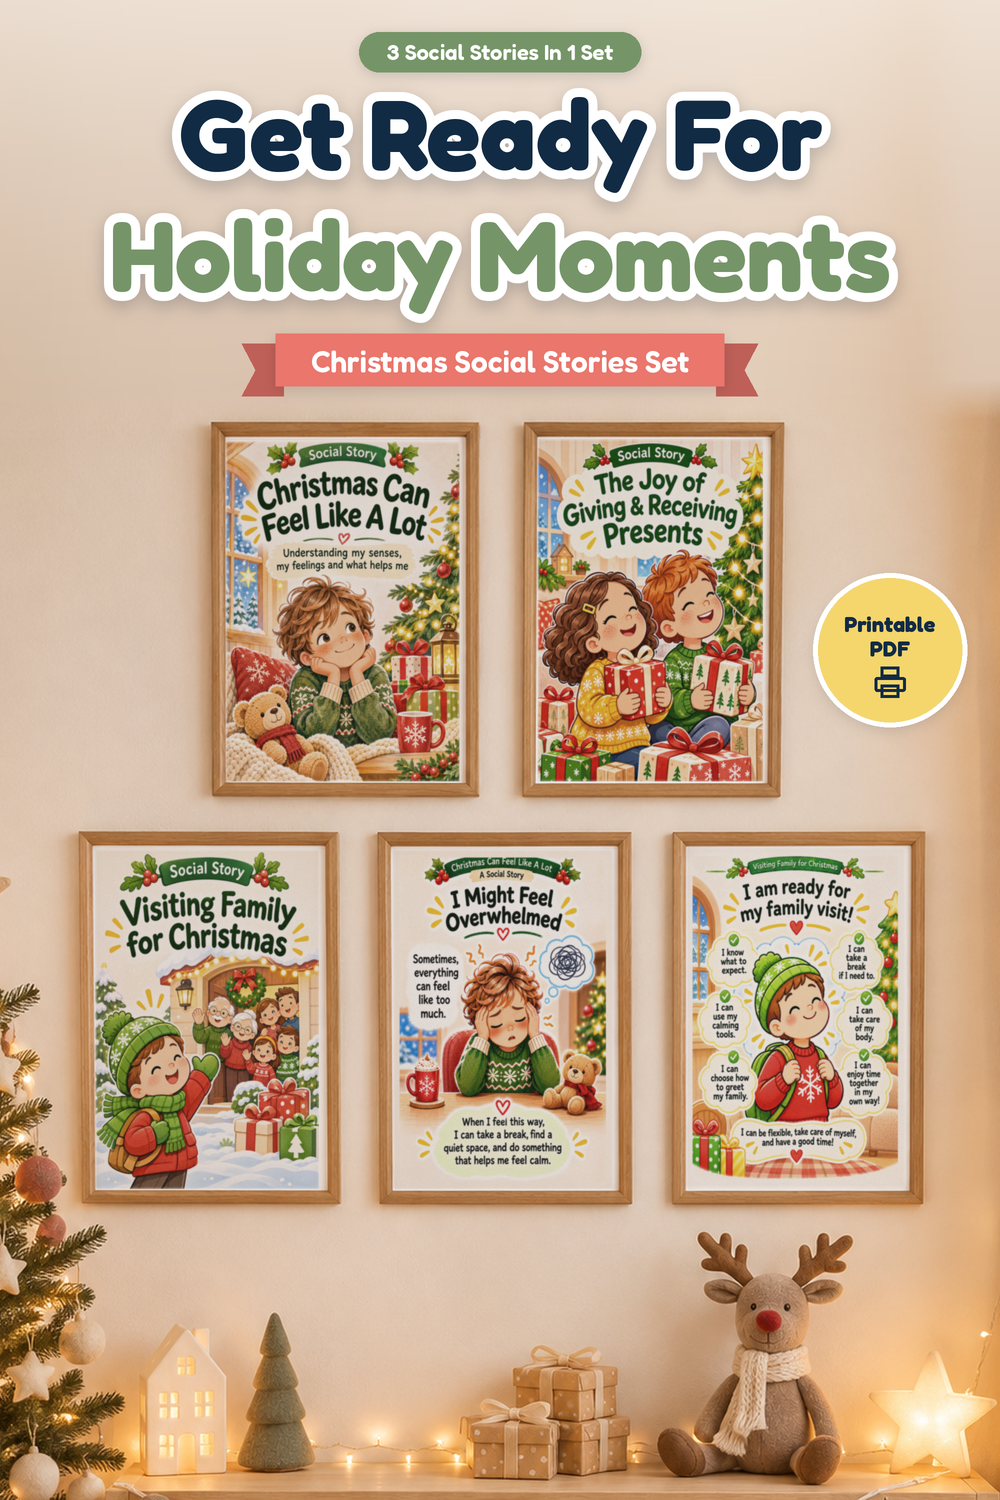 3 Social Stories In 1 Set
Get Ready For
Holiday Moments
Christmas Social Stories Set
Social Story
Christmas Can
Feel Like A Lot
Understanding my senses,
my feelings and what helps me
Social Story
The Joy of
Giving & Receiving
Presents
Printable
PDF
Social Story
Visiting Family
for Christmas
Christmas Can Feel Like A Lot
A Social Story
I Might Feel
Overwhelmed
Sometimes,
everything
can feel
like too
much.
When I feel this way,
I can take a break, find a
quiet space, and do something
that helps me feel calm.
Visiting Family for Christmas
I am ready for
my family visit!
I know
what to
expect.
I can
take a
break
if I need to.
I can
use my
calming
tools.
I can
take care
of my
body.
I can
choose how
to greet
my family.
I can
enjoy time
together
in my
own way!
I can be flexible, take care of myself,
and have a good time!